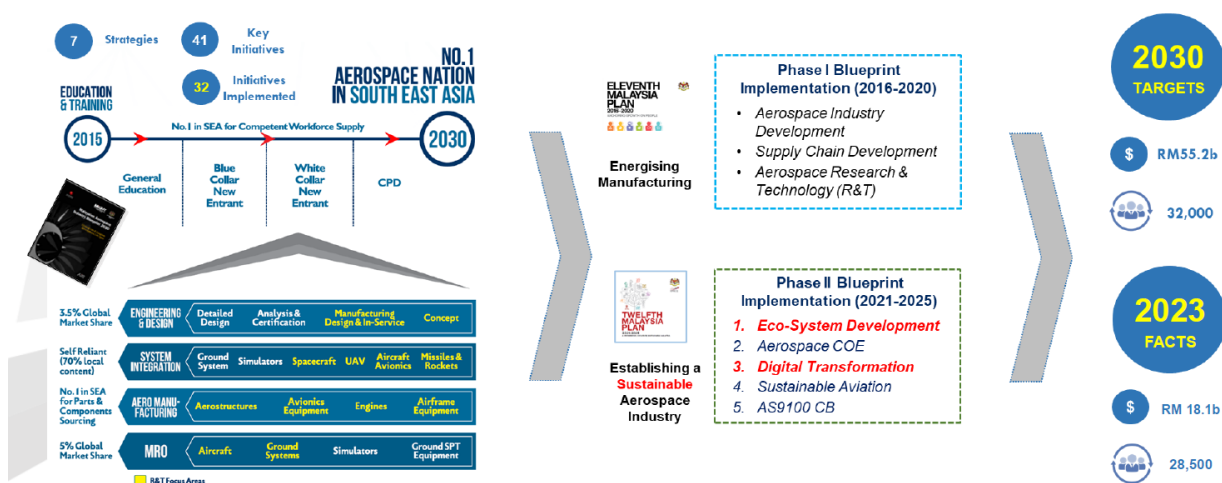 7
Strategies
41
Key
Initiatives
32
Initiatives
Implemented
NO.1
AEROSPACE NATION
IN SOUTH EAST ASIA
EDUCATION
& TRAINING
2015
No.1 in SEA for Competent Workforce Supply
2030
General
Education
Blue
Collar
New
Entrant
White
Collar
New
Entrant
CPD
3.5% Global
Market Share
ENGINEERING
& DESIGN
Detailed
Design
Analysis &
Certification
Manufacturing
Design & In-Service
Concept
Self Reliant
(70% local
content)
SYSTEM
INTEGRATION
Ground
System
Simulators
Spacecraft
UAV
Aircraft
Avionics
Missiles &
Rockets
No. 1 in SEA
for Parts &
Components
Sourcing
AERO MANU-
FACTURING
Aerostructures
Avionics
Equipment
Engines
Airframe
Equipment
5% Global
Market Share
MRO
Aircraft
Ground
Systems
Simulators
Ground SPT
Equipment
R&T Focus Areas
ELEVENTH
MALAYSIA
PLAN
2016-2020
Energising
Manufacturing
Phase I Blueprint
Implementation (2016-2020)
• Aerospace Industry
Development
• Supply Chain Development
• Aerospace Research &
Technology (R&T)
TWELFTH
MALAYSIA
PLAN
Establishing a
Sustainable
Aerospace
Industry
Phase II Blueprint
Implementation (2021-2025)
1. Eco-System Development
2. Aerospace COE
3. Digital Transformation
4. Sustainable Aviation
5. AS9100 CB
2030
TARGETS
$
RM55.2b
32,000
2023
FACTS
$
RM 18.1b
28,500